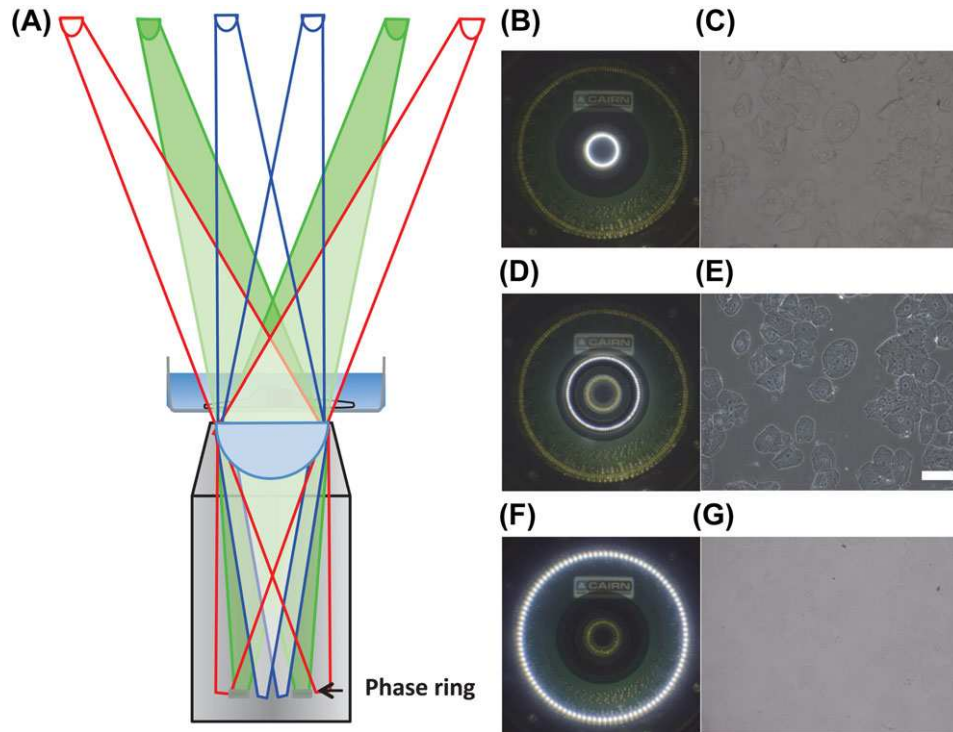 (A)
(B)
(C)
CAIRN
(D)
(E)
CAIRN
(F)
(G)
CAIRN
Phase ring